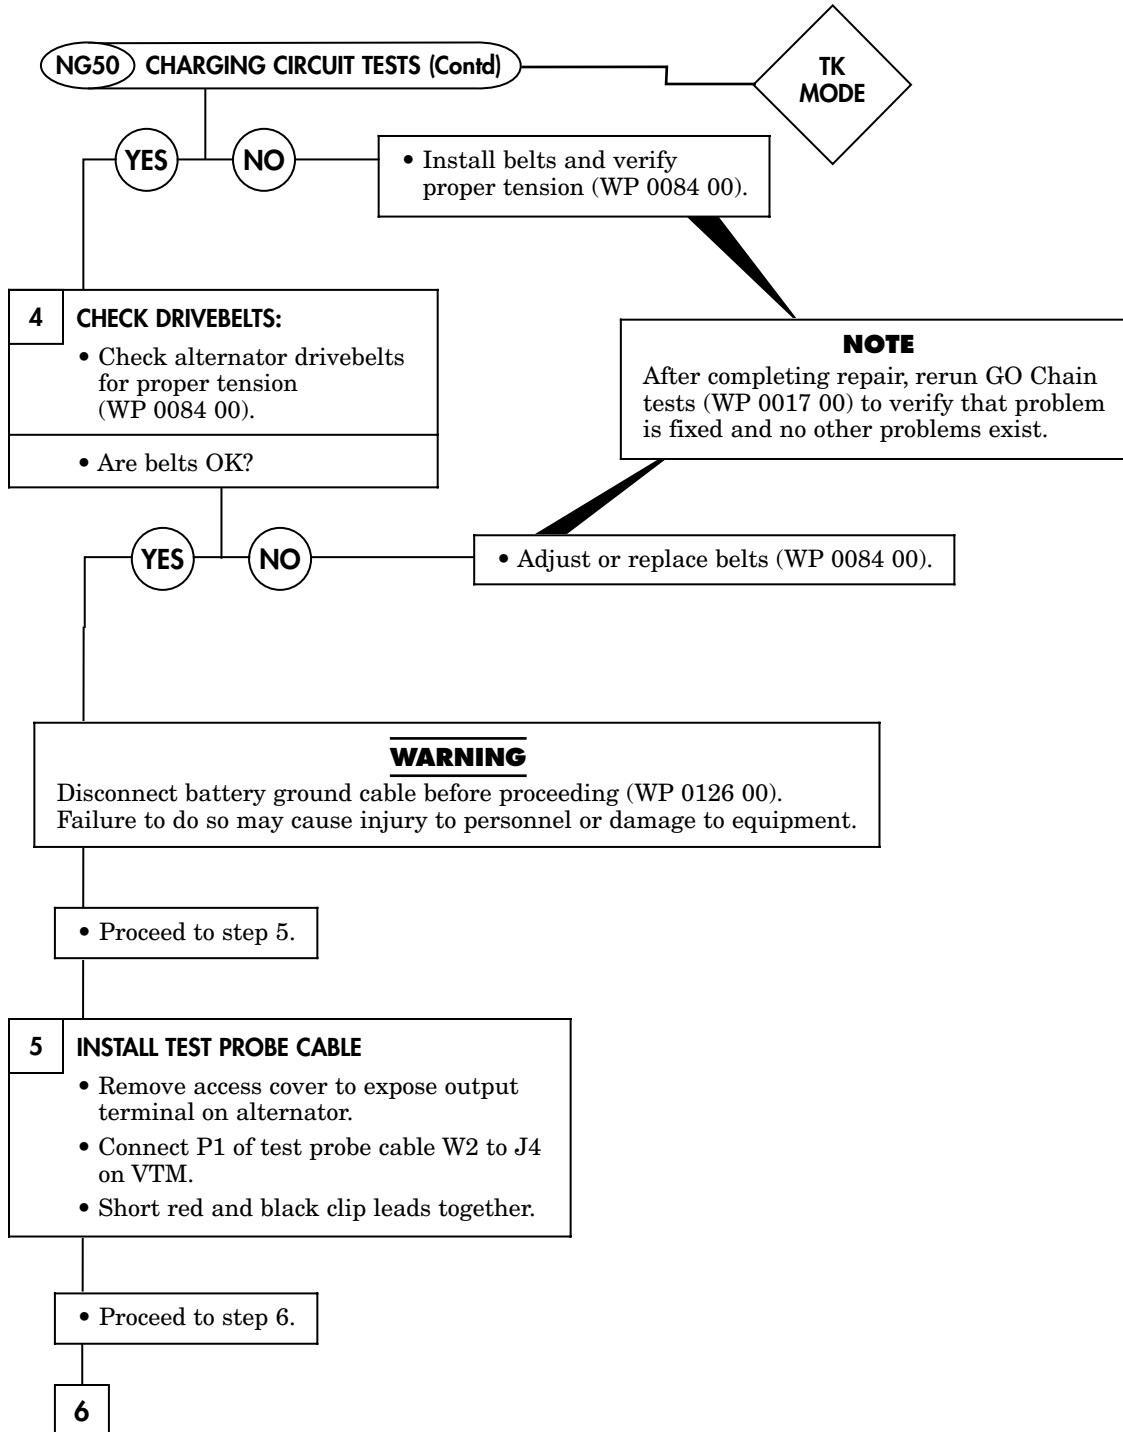 NG50 CHARGING CIRCUIT TESTS (Contd)
TK
MODE
YES
NO
• Install belts and verify
proper tension (WP 0084 00).
4 CHECK DRIVEBELTS:
• Check alternator drivebelts
for proper tension
(WP 0084 00).
• Are belts OK?
NOTE
After completing repair, rerun GO Chain
tests (WP 0017 00) to verify that problem
is fixed and no other problems exist.
YES
NO
• Adjust or replace belts (WP 0084 00).
WARNING
Disconnect battery ground cable before proceeding (WP 0126 00).
Failure to do so may cause injury to personnel or damage to equipment.
• Proceed to step 5.
5 INSTALL TEST PROBE CABLE
• Remove access cover to expose output
terminal on alternator.
• Connect P1 of test probe cable W2 to J4
on VTM.
• Short red and black clip leads together.
• Proceed to step 6.
6